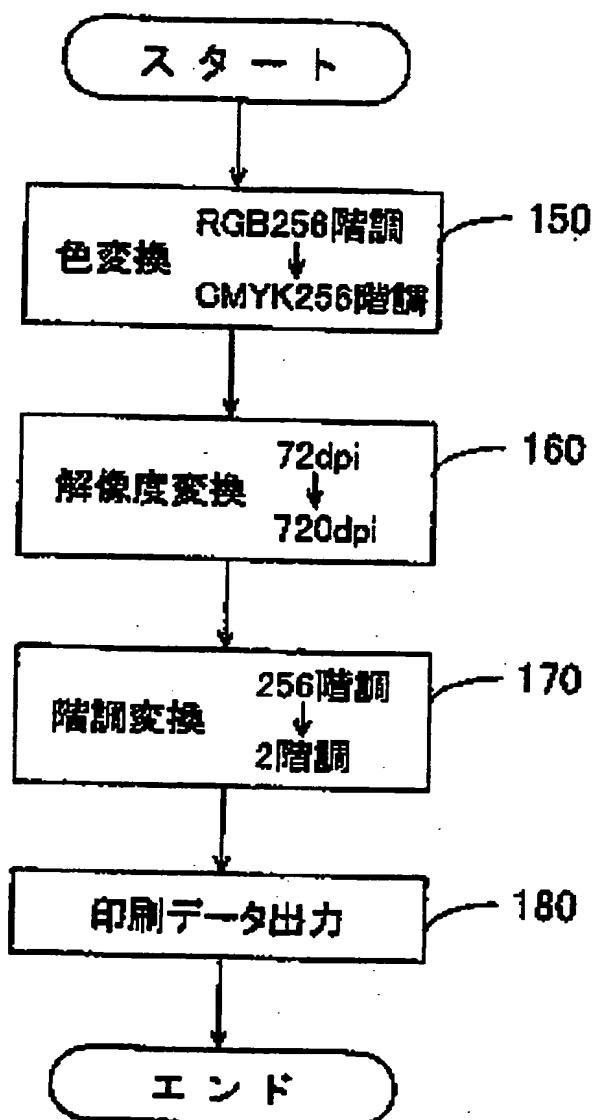 スタート
色変換
RGB256階調
CMYK256階調
150
解像度変換
72dpi
720dpi
160
階調変換
256階調
2階調
170
印刷データ出力
180
エンド